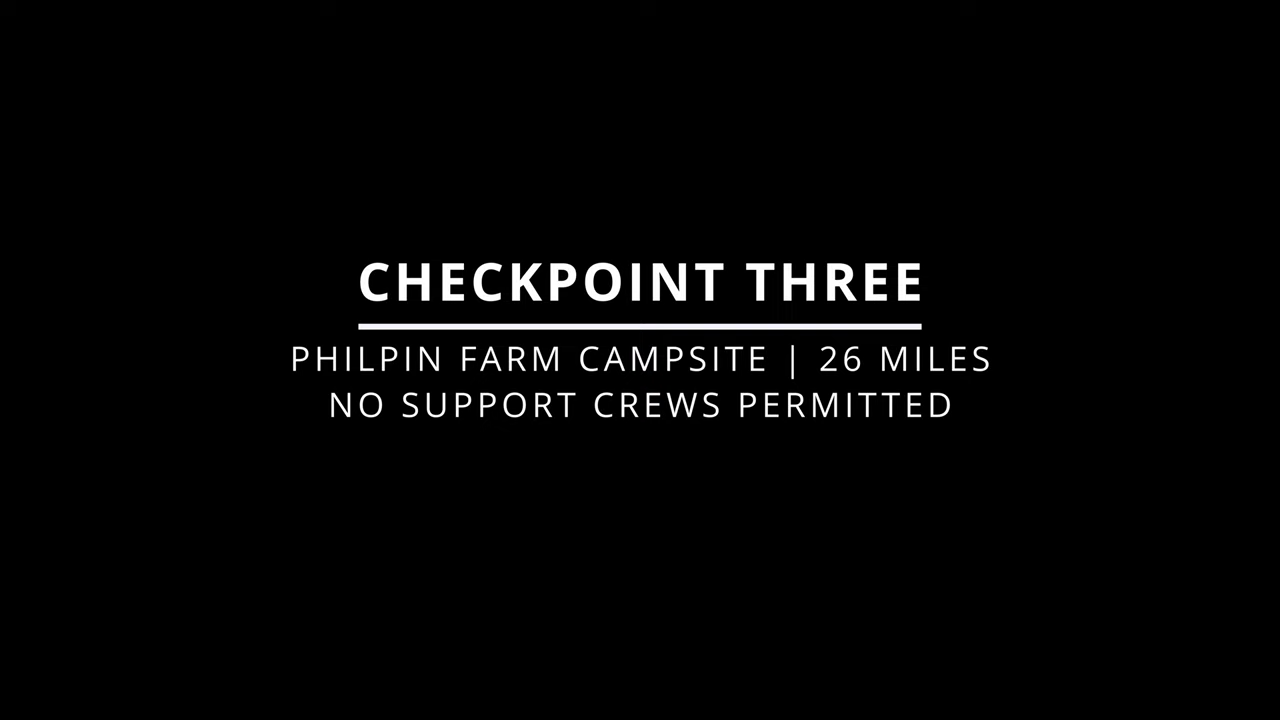 CHECKPOINT THREE
PHILPIN FARM CAMPSITE | 26 MILES
NO SUPPORT CREWS PERMITTED